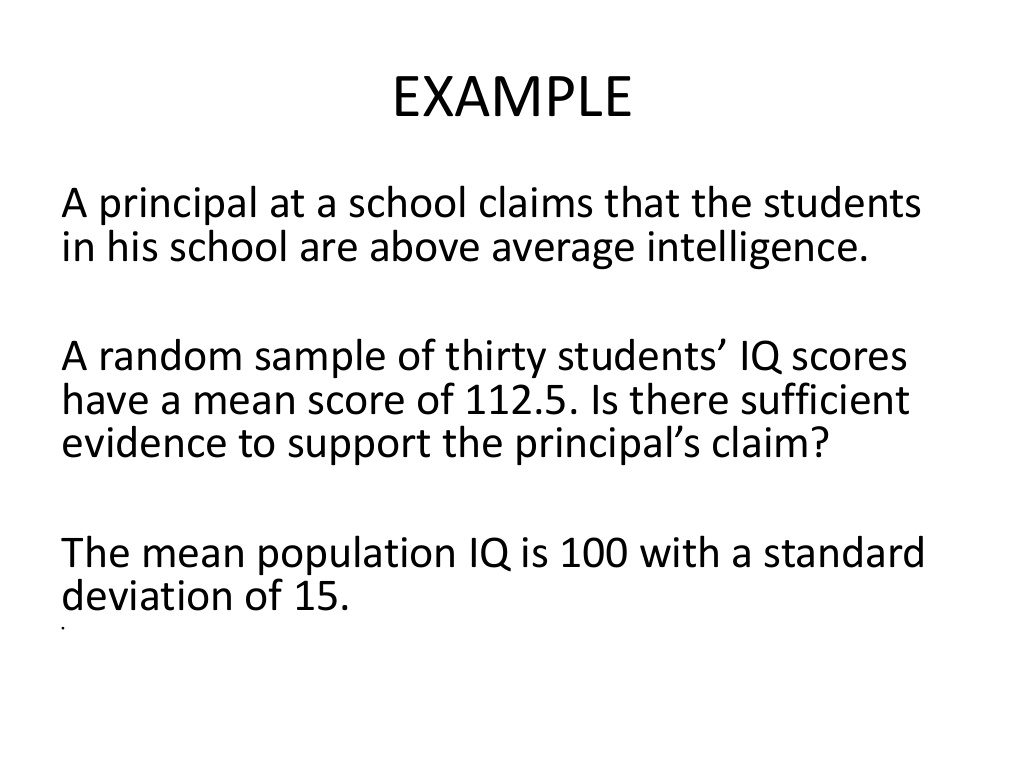 EXAMPLE
A principal at a school claims that the students
in his school are above average intelligence.
A random sample of thirty students’ IQ scores
have a mean score of 112.5. Is there sufficient
evidence to support the principal’s claim?
The mean population IQ is 100 with a standard
deviation of 15.
.